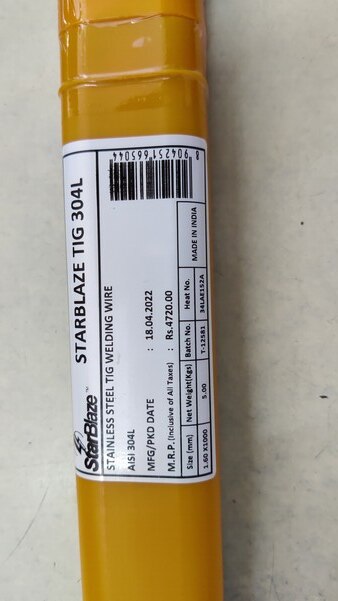 StarBlaze™
STARBLAZE TIG 304L
STAINLESS STEEL TIG WELDING WIRE
AISI 304L
MFG/PKD DATE : 18.04.2022
M.R.P. (Inclusive of All Taxes) : Rs.4720.00
8 904251 665044
Size (mm) Net Weight(Kgs) Batch No. Heat No. MADE IN INDIA
1.60 X1000 5.00 T-12581 34LAE152A